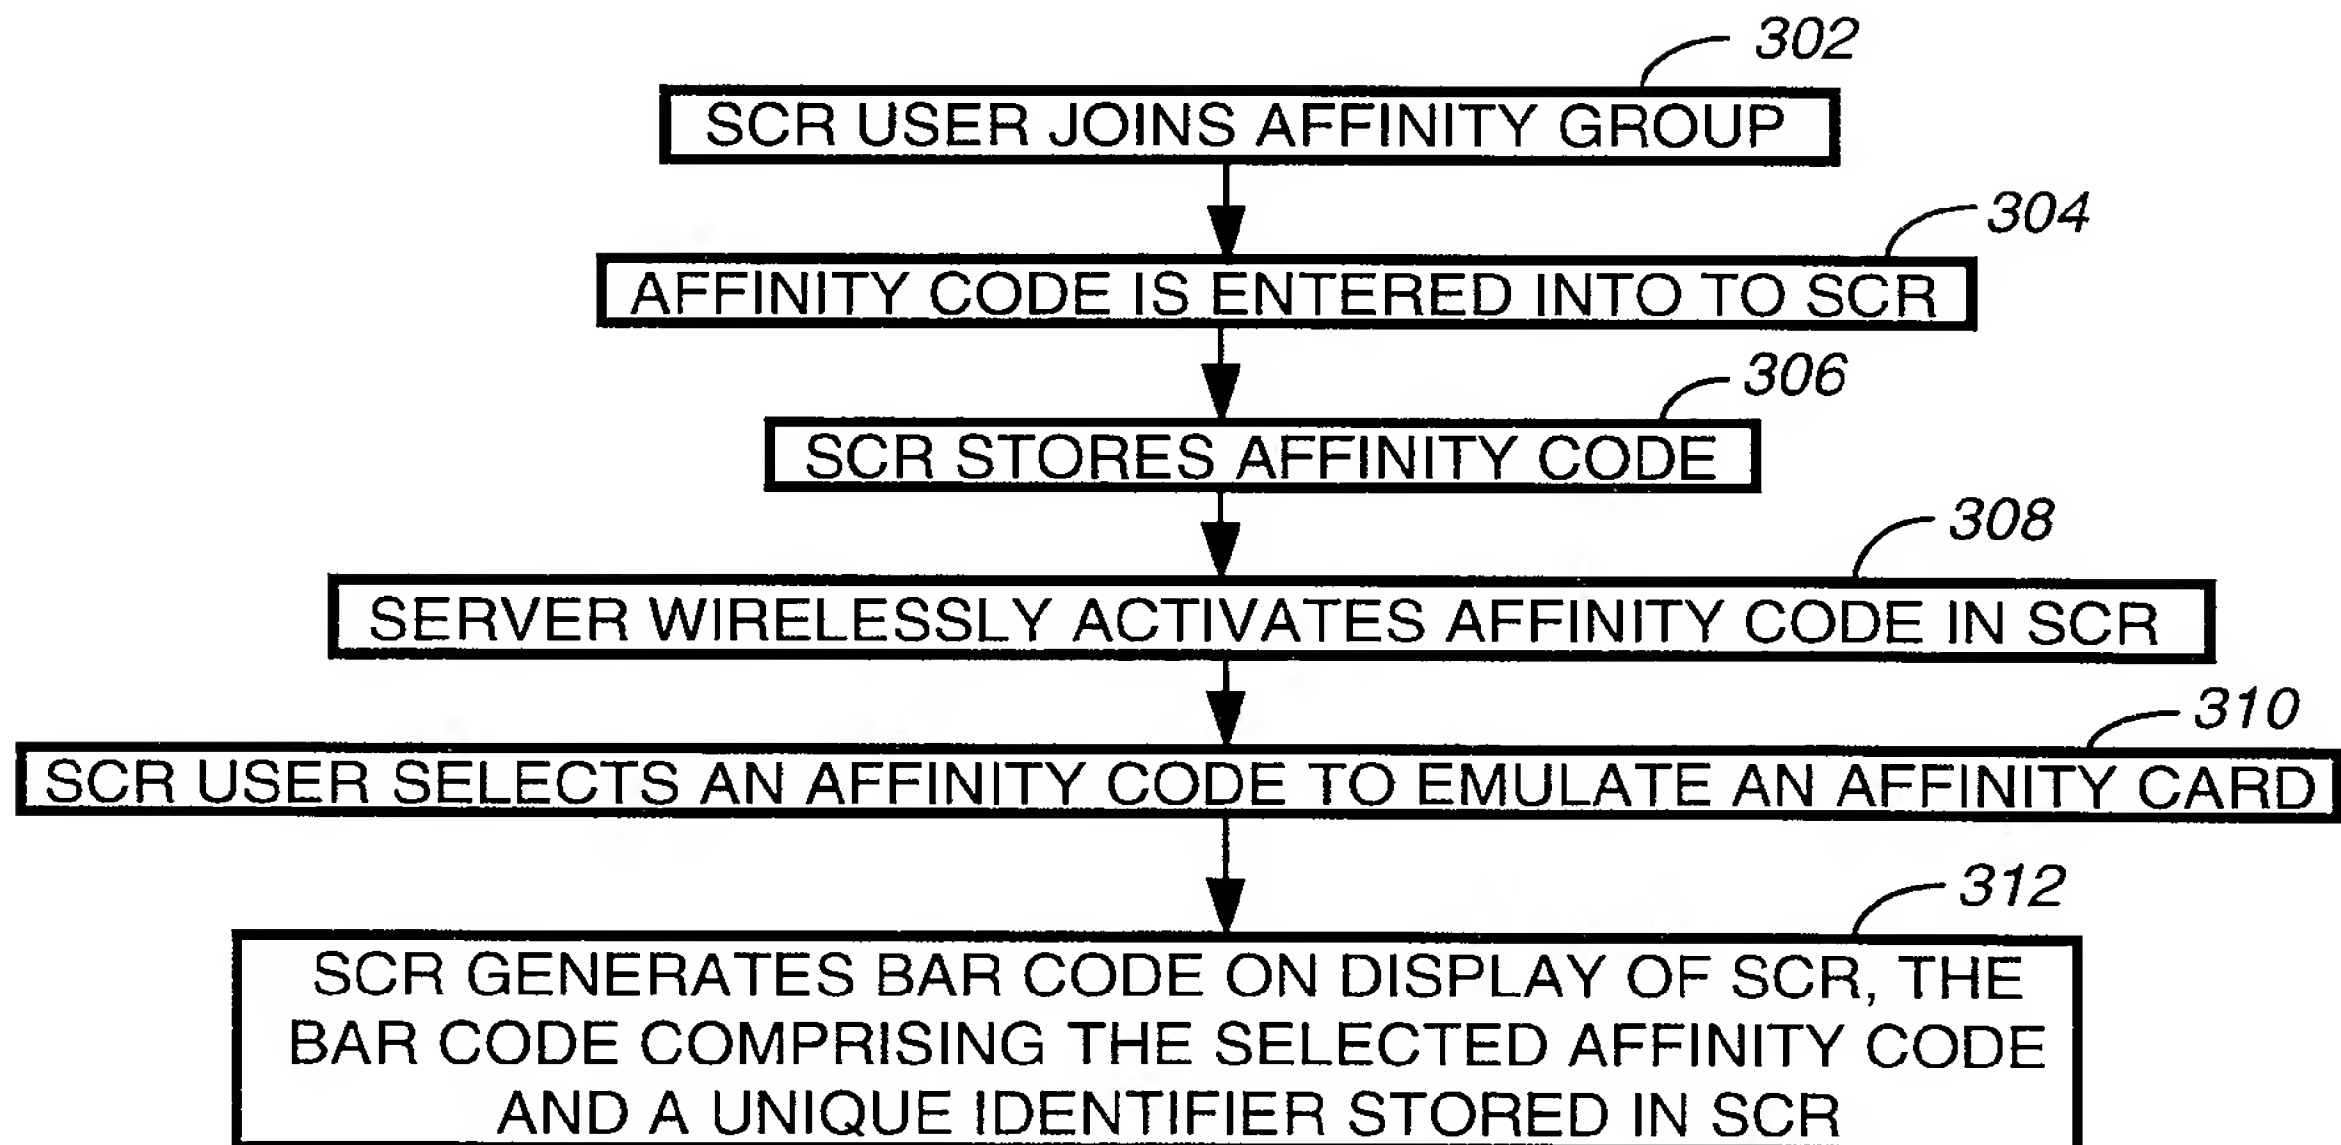 302
SCR USER JOINS AFFINITY GROUP
304
AFFINITY CODE IS ENTERED INTO TO SCR
306
SCR STORES AFFINITY CODE
308
SERVER WIRELESSLY ACTIVATES AFFINITY CODE IN SCR
310
SCR USER SELECTS AN AFFINITY CODE TO EMULATE AN AFFINITY CARD
312
SCR GENERATES BAR CODE ON DISPLAY OF SCR, THE
BAR CODE COMPRISING THE SELECTED AFFINITY CODE
AND A UNIQUE IDENTIFIER STORED IN SCR